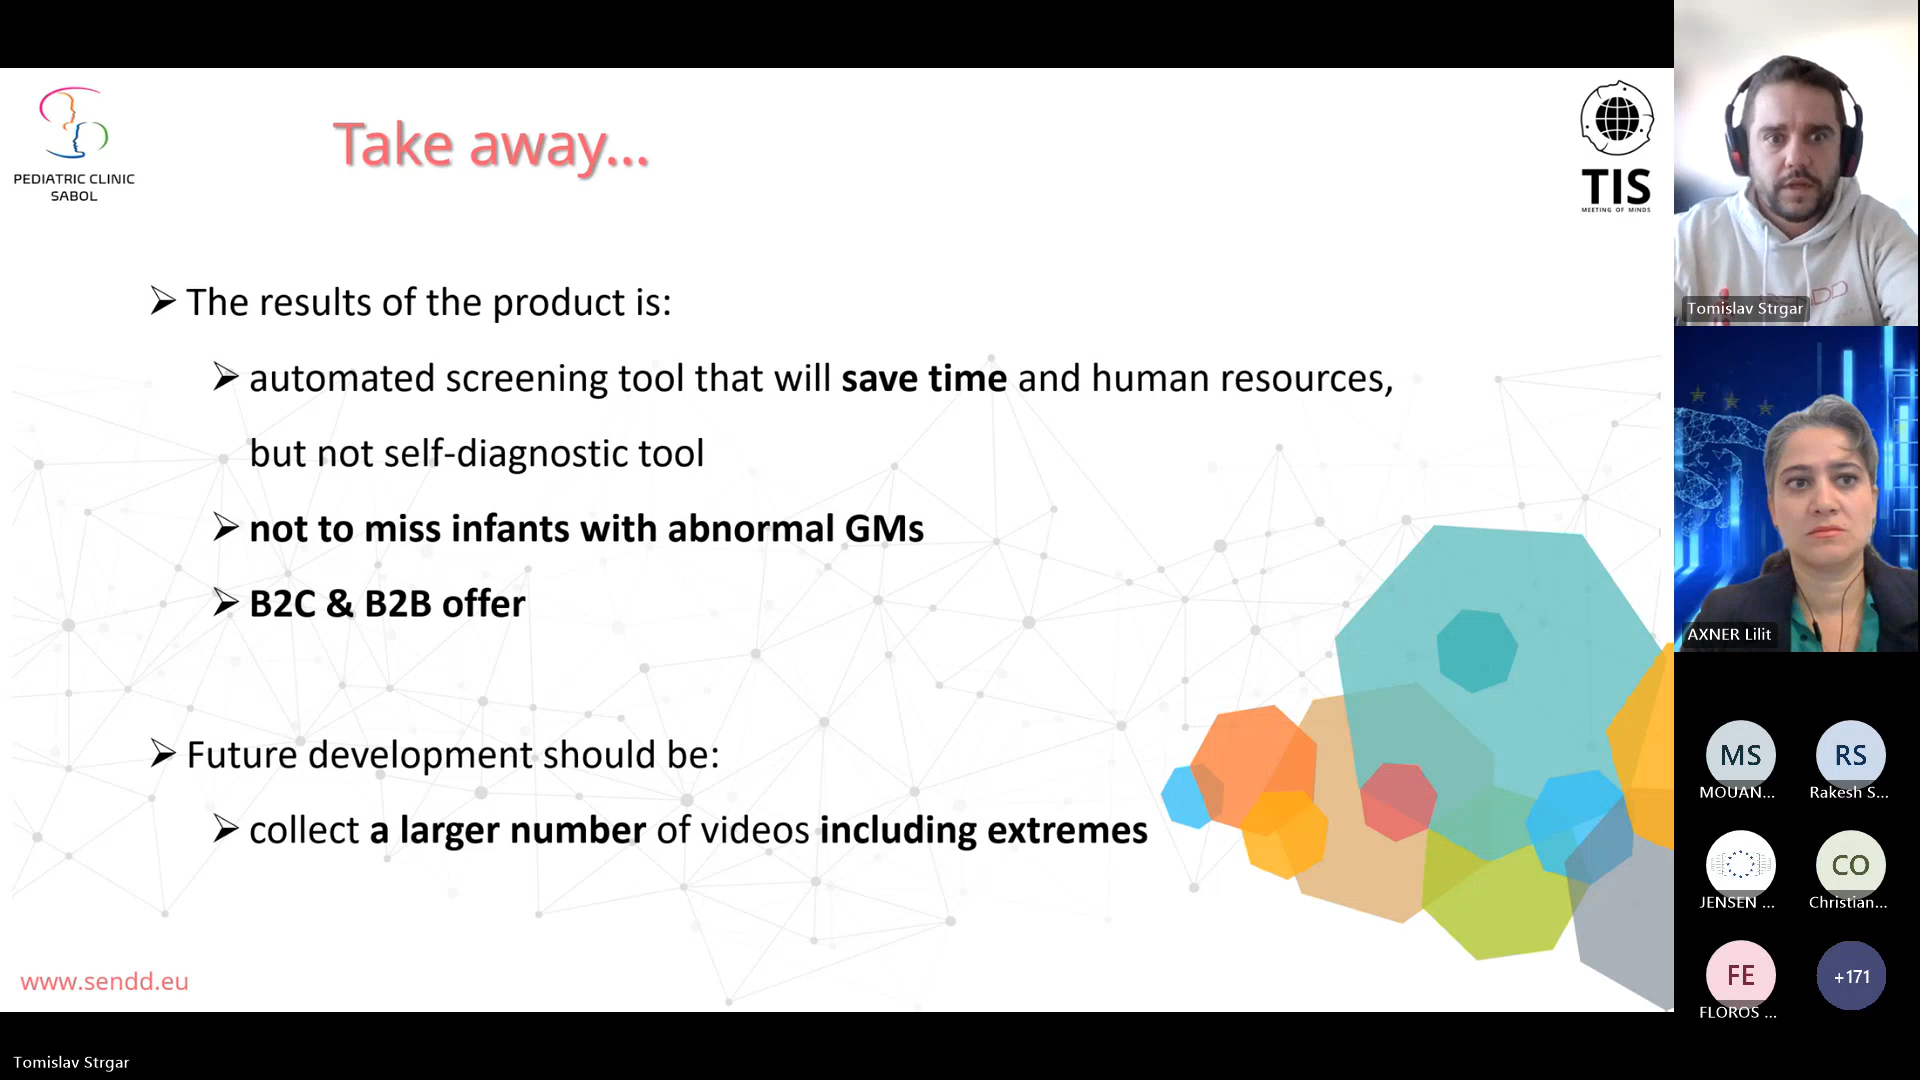 PEDIATRIC CLINIC
SABOL
Take away...
TIS
MEETING OF MINDS
➢ The results of the product is:
➢ automated screening tool that will save time and human resources,
but not self-diagnostic tool
➢ not to miss infants with abnormal GMs
➢ B2C & B2B offer
➢ Future development should be:
➢ collect a larger number of videos including extremes
www.sendd.eu
Tomislav Strgar
Tomislav Strgar
AXNER Lilit
MS
MOUAN...
RS
Rakesh S...
JENSEN ...
CO
Christian...
FE
FLOROS ...
+171